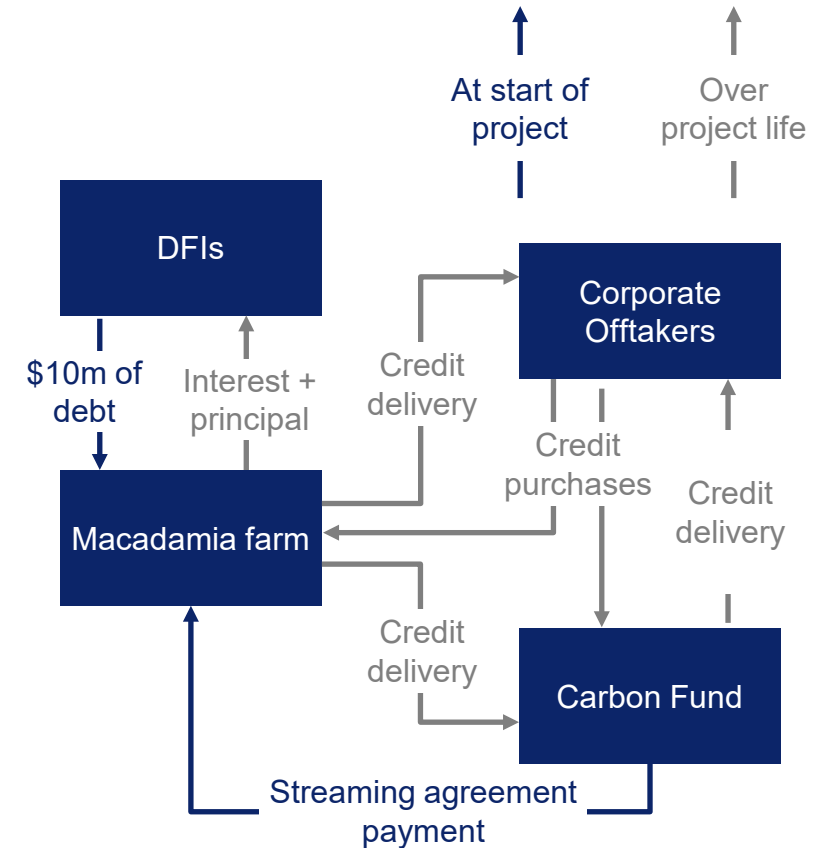 At start of
project
Over
project life
DFIs
Corporate
Offtakers
$10m of
debt
Interest +
principal
Credit
delivery
Credit
purchases
Credit
delivery
Macadamia farm
Credit
delivery
Carbon Fund
Streaming agreement
payment